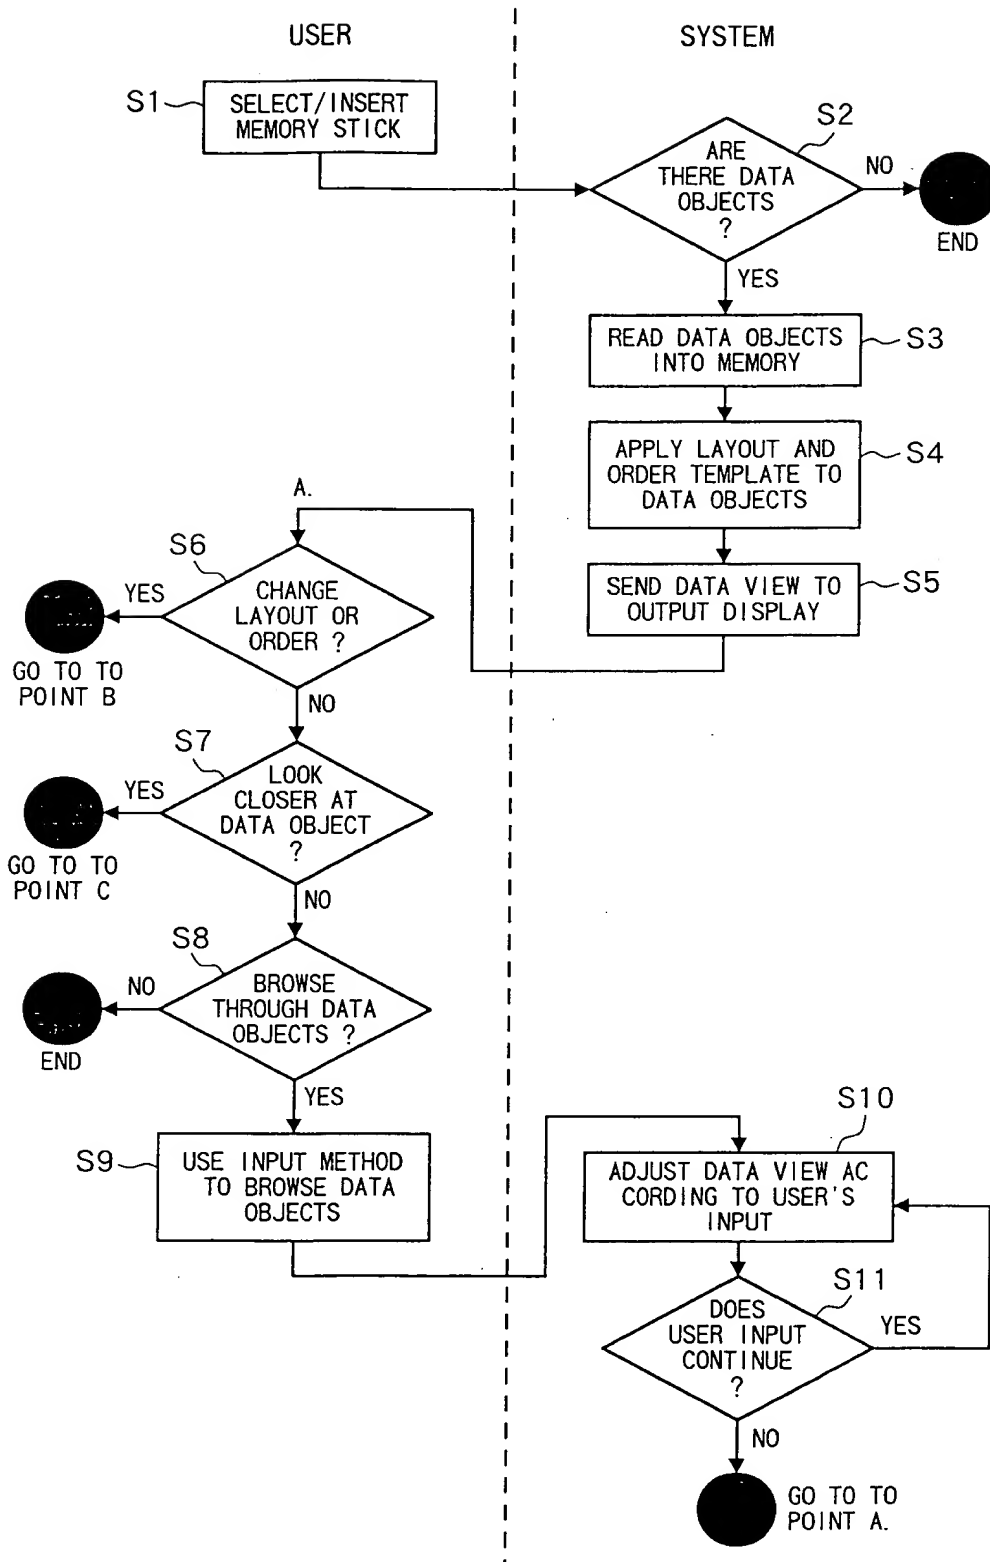 USER
SYSTEM
S1
SELECT/INSERT
MEMORY STICK
S2
ARE
THERE DATA
OBJECTS
?
NO
END
YES
READ DATA OBJECTS
INTO MEMORY
S3
APPLY LAYOUT AND
ORDER TEMPLATE TO
DATA OBJECTS
S4
SEND DATA VIEW TO
OUTPUT DISPLAY
S5
A.
S6
CHANGE
LAYOUT OR
ORDER ?
YES
GO TO TO
POINT B
NO
S7
LOOK
CLOSER AT
DATA OBJECT
?
YES
GO TO TO
POINT C
NO
S8
BROWSE
THROUGH DATA
OBJECTS ?
NO
END
YES
S9
USE INPUT METHOD
TO BROWSE DATA
OBJECTS
S10
ADJUST DATA VIEW AC
CORDING TO USER'S
INPUT
S11
DOES
USER INPUT
CONTINUE
?
YES
NO
GO TO TO
POINT A.